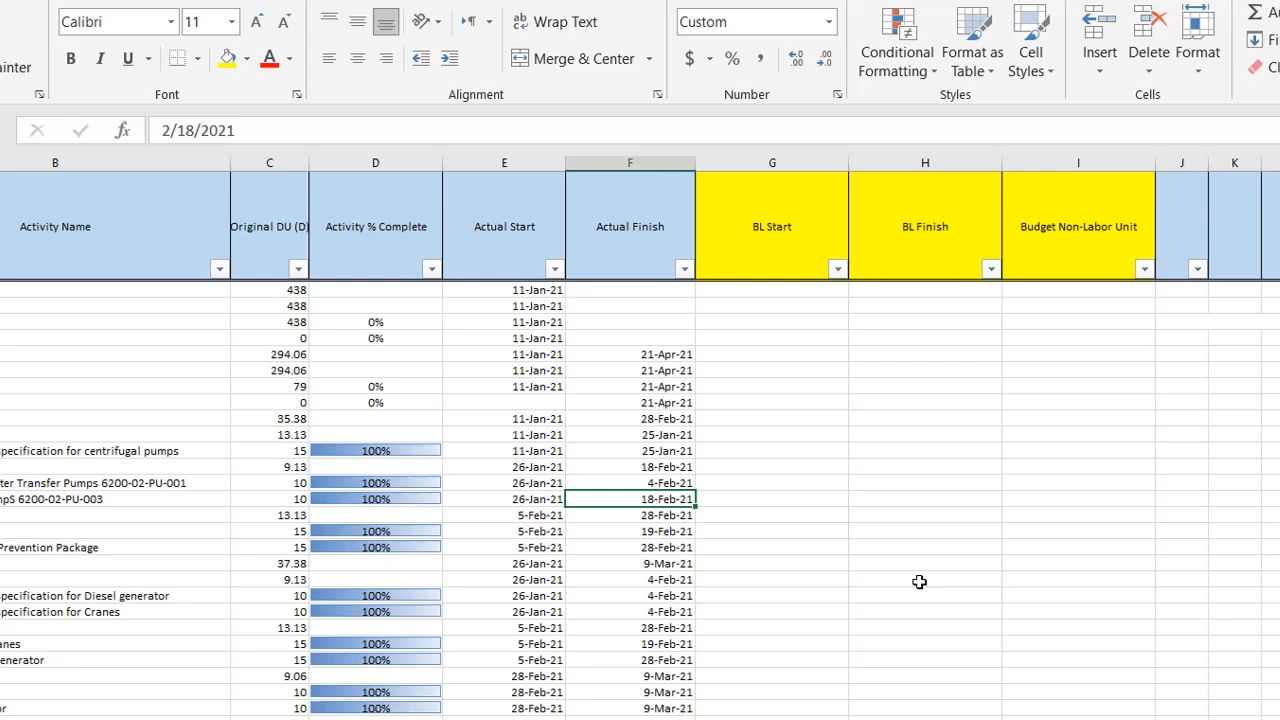 Calibri 11 A A ab Wrap Text Custom Conditional Formatting Format as Table Cell Styles Insert Delete Format Σ
ainter B I U A Merge & Center $ % , .00
Font Alignment Number Styles Cells
fx 2/18/2021
B C D E F G H I J K
Activity Name Original DU (D) Activity % Complete Actual Start Actual Finish BL Start BL Finish Budget Non-Labor Unit
438 11-Jan-21
438 11-Jan-21
438 0% 11-Jan-21
0 0% 11-Jan-21
294.06 11-Jan-21 21-Apr-21
294.06 11-Jan-21 21-Apr-21
79 0% 11-Jan-21 21-Apr-21
0 0% 21-Apr-21
35.38 11-Jan-21 28-Feb-21
13.13 11-Jan-21 25-Jan-21
specification for centrifugal pumps 15 100% 11-Jan-21 25-Jan-21
9.13 26-Jan-21 18-Feb-21
ter Transfer Pumps 6200-02-PU-001 10 100% 26-Jan-21 4-Feb-21
mpS 6200-02-PU-003 10 100% 26-Jan-21 18-Feb-21
13.13 5-Feb-21 28-Feb-21
15 100% 5-Feb-21 19-Feb-21
Prevention Package 15 100% 5-Feb-21 28-Feb-21
37.38 26-Jan-21 9-Mar-21
9.13 26-Jan-21 4-Feb-21
specification for Diesel generator 10 100% 26-Jan-21 4-Feb-21
specification for Cranes 10 100% 26-Jan-21 4-Feb-21
13.13 5-Feb-21 28-Feb-21
anes 15 100% 5-Feb-21 19-Feb-21
enerator 15 100% 5-Feb-21 28-Feb-21
9.06 28-Feb-21 9-Mar-21
10 100% 28-Feb-21 9-Mar-21
or 10 100% 28-Feb-21 9-Mar-21